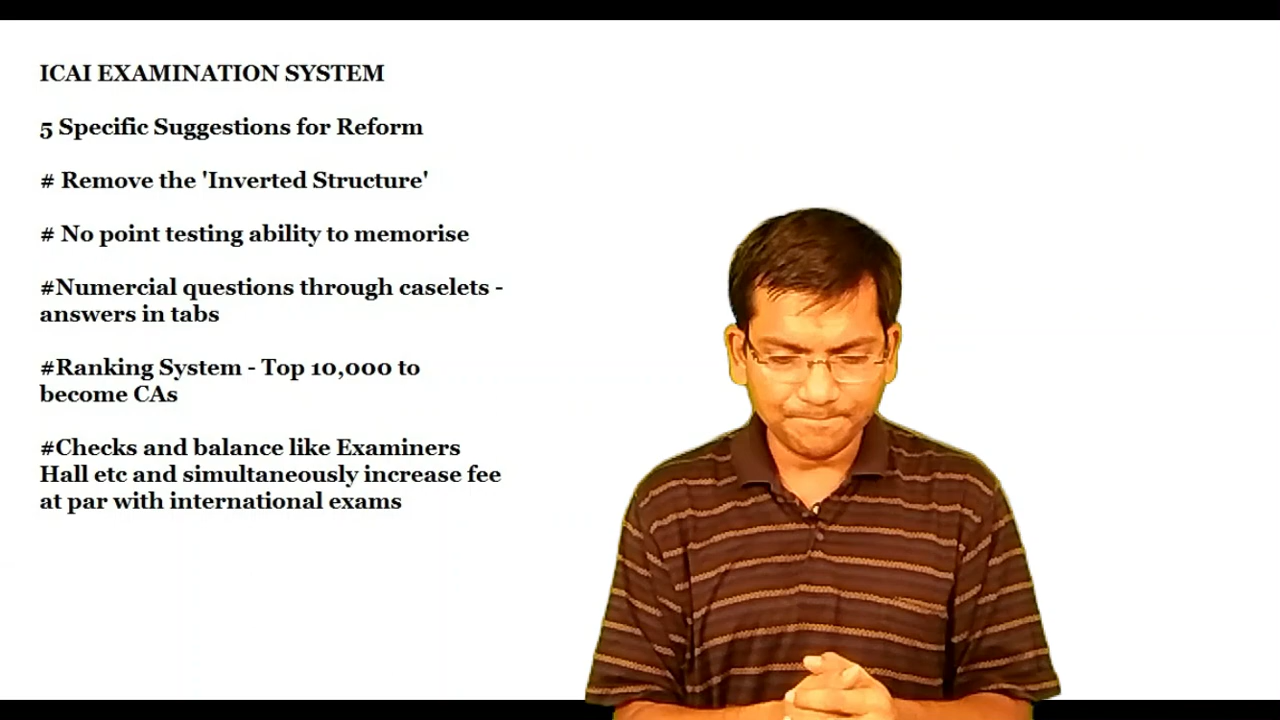 ICAI EXAMINATION SYSTEM
5 Specific Suggestions for Reform
# Remove the 'Inverted Structure'
# No point testing ability to memorise
#Numercial questions through caselets -
answers in tabs
#Ranking System - Top 10,000 to
become CAs
#Checks and balance like Examiners
Hall etc and simultaneously increase fee
at par with international exams